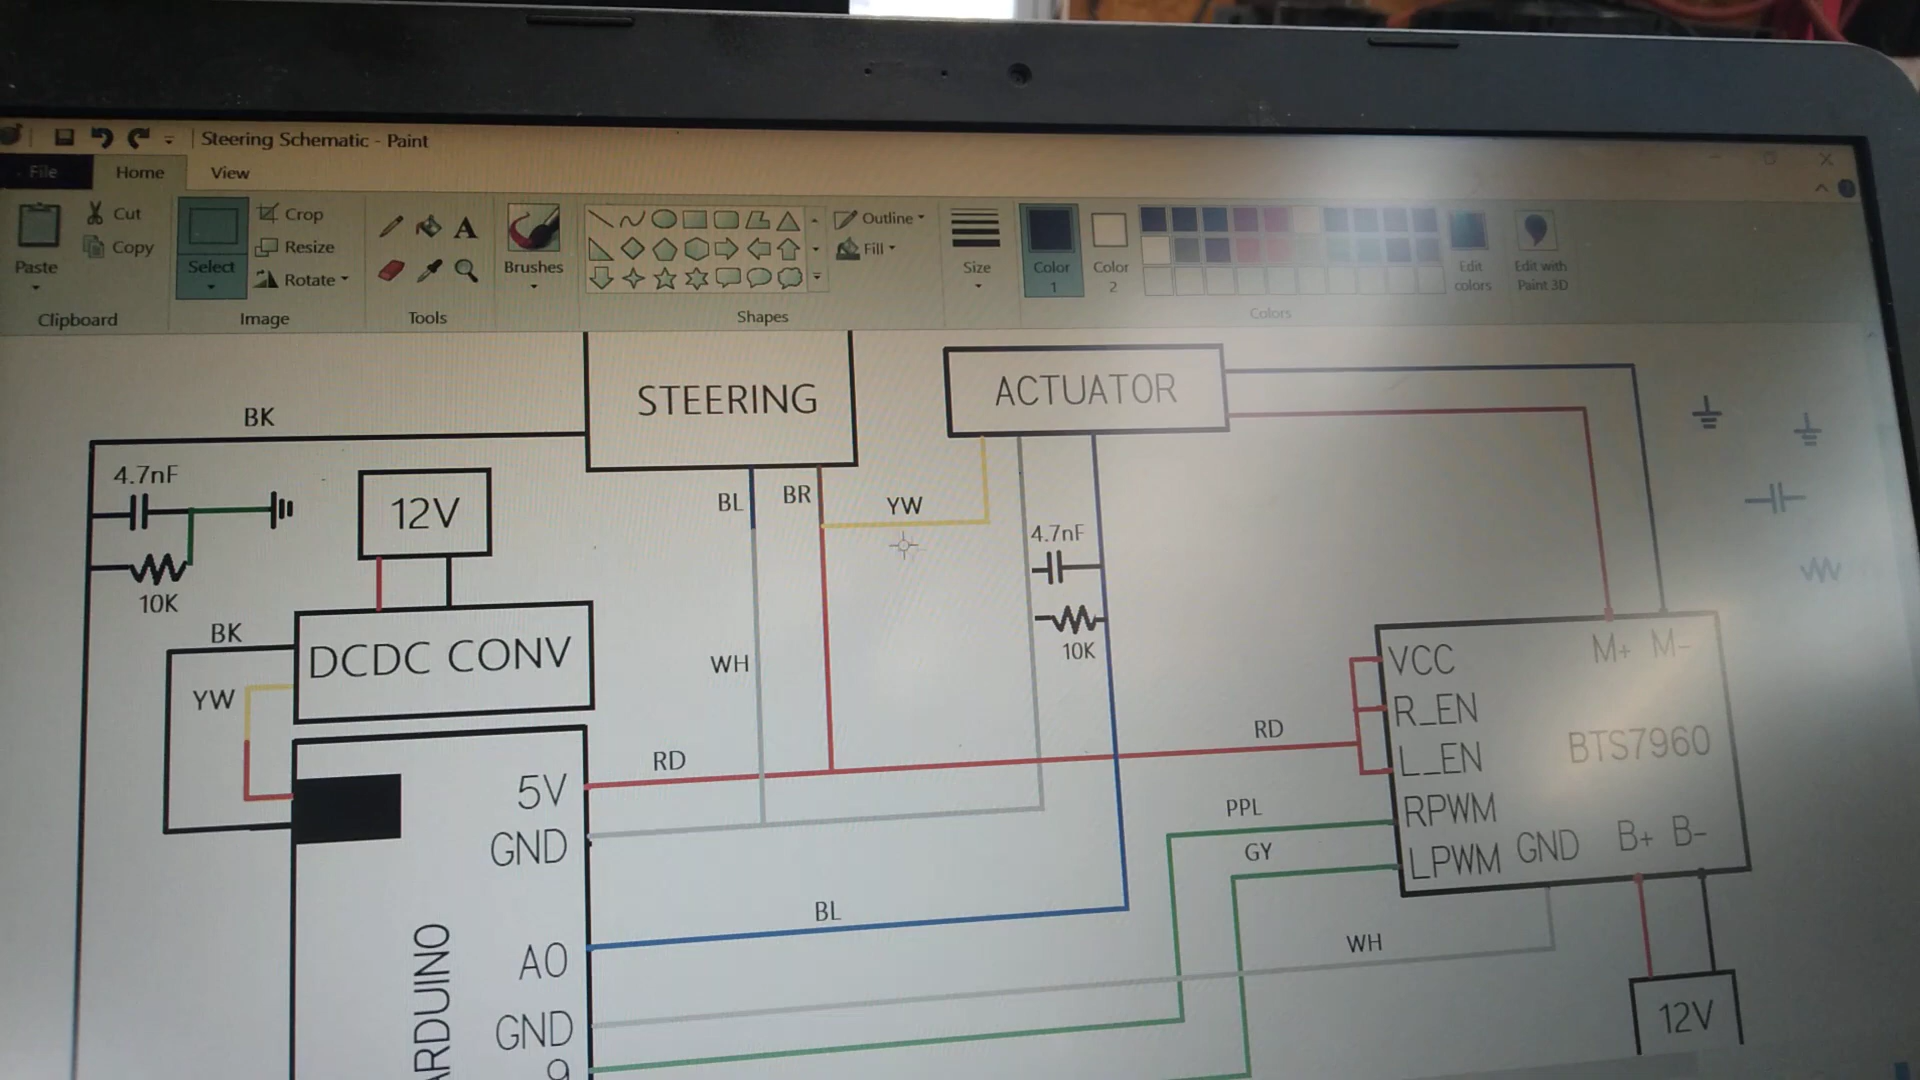 Steering Schematic - Paint
File
Home
View
Paste
Cut
Copy
Clipboard
Select
Crop
Resize
Rotate
Image
A
Tools
Brushes
Outline
Fill
Shapes
Size
Color
1
Color
2
Edit
colors
Edit with
Paint 3D
Colors
STEERING
ACTUATOR
BK
4.7nF
12V
BL
BR
YW
4.7nF
10K
BK
DCDC CONV
WH
10K
YW
VCC
M+ M-
R_EN
RD
RD
L_EN
BTS7960
5V
PPL
RPWM
GND
GY
LPWM
GND
B+ B-
BL
A0
WH
ARDUINO
GND
12V
9